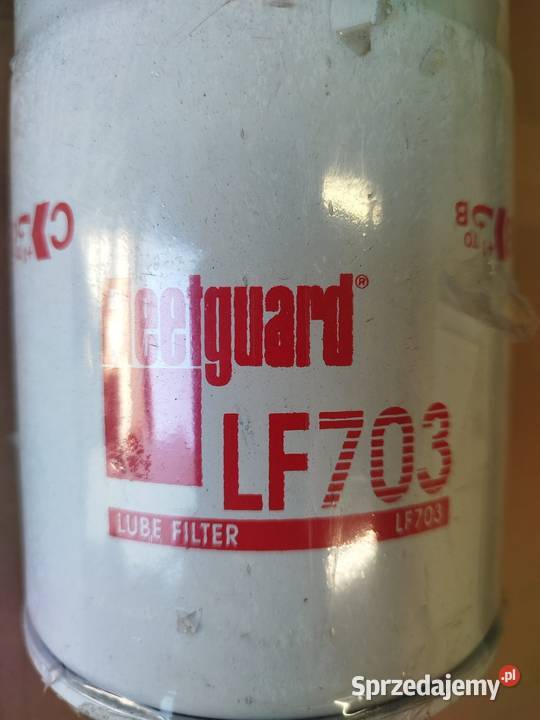 fleetguard®
LF703
LUBE FILTER LF703
Sprzedajemy.pl